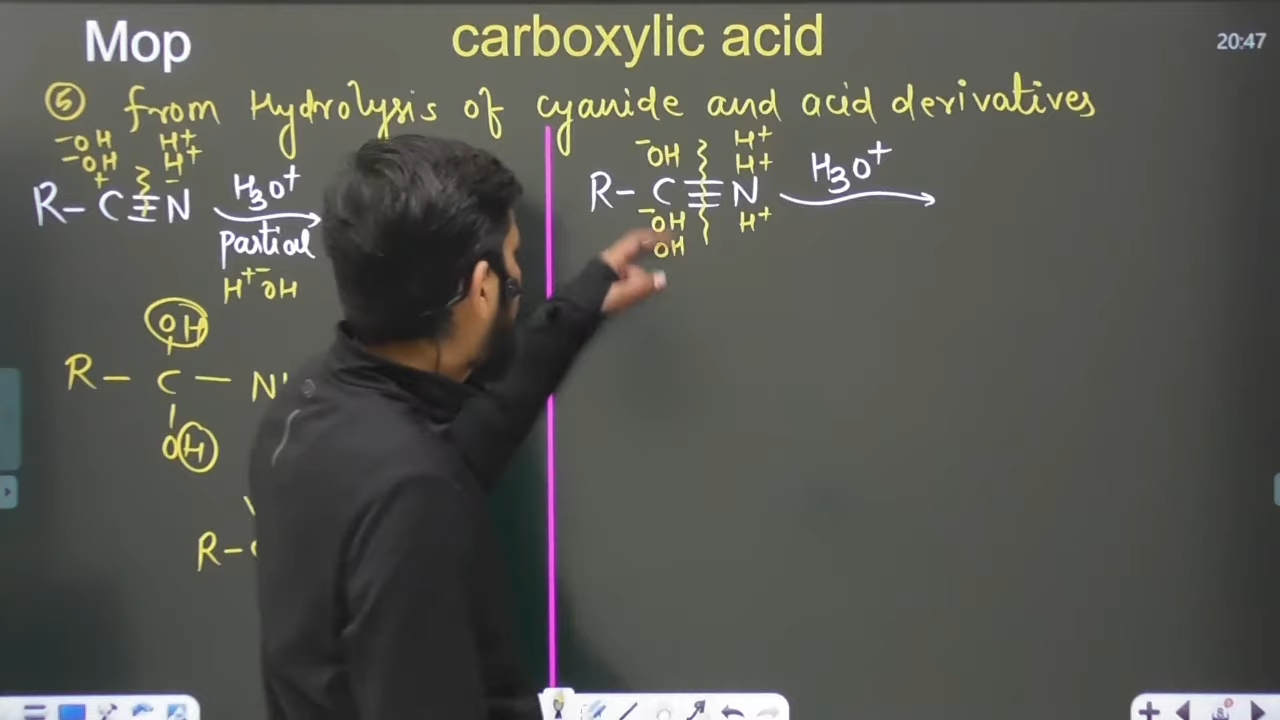 Mop
carboxylic acid
20:47
⑤ from Hydrolysis of cyanide and acid derivatives
⁻OH H⁺
⁻OH H⁺
R–C≡N H₃O⁺
+ -
partial
H⁺⁻OH
OH
R–C–N
OH
R–
⁻OH H⁺
H⁺
R–C≡N H₃O⁺
⁻OH H⁺
OH